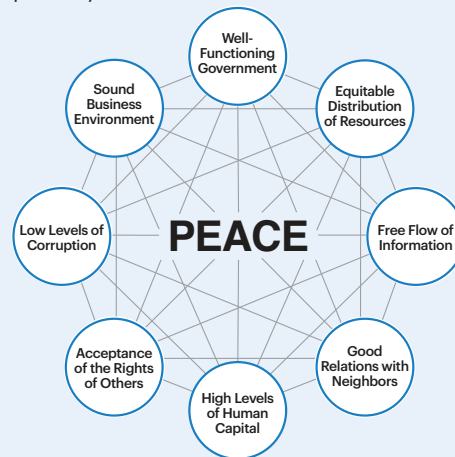 Well-
Functioning
Government
Sound
Business
Environment
Equitable
Distribution
of Resources
Low Levels of
Corruption
PEACE
Free Flow of
Information
Acceptance
of the Rights
of Others
Good
Relations with
Neighbors
High Levels
of Human
Capital